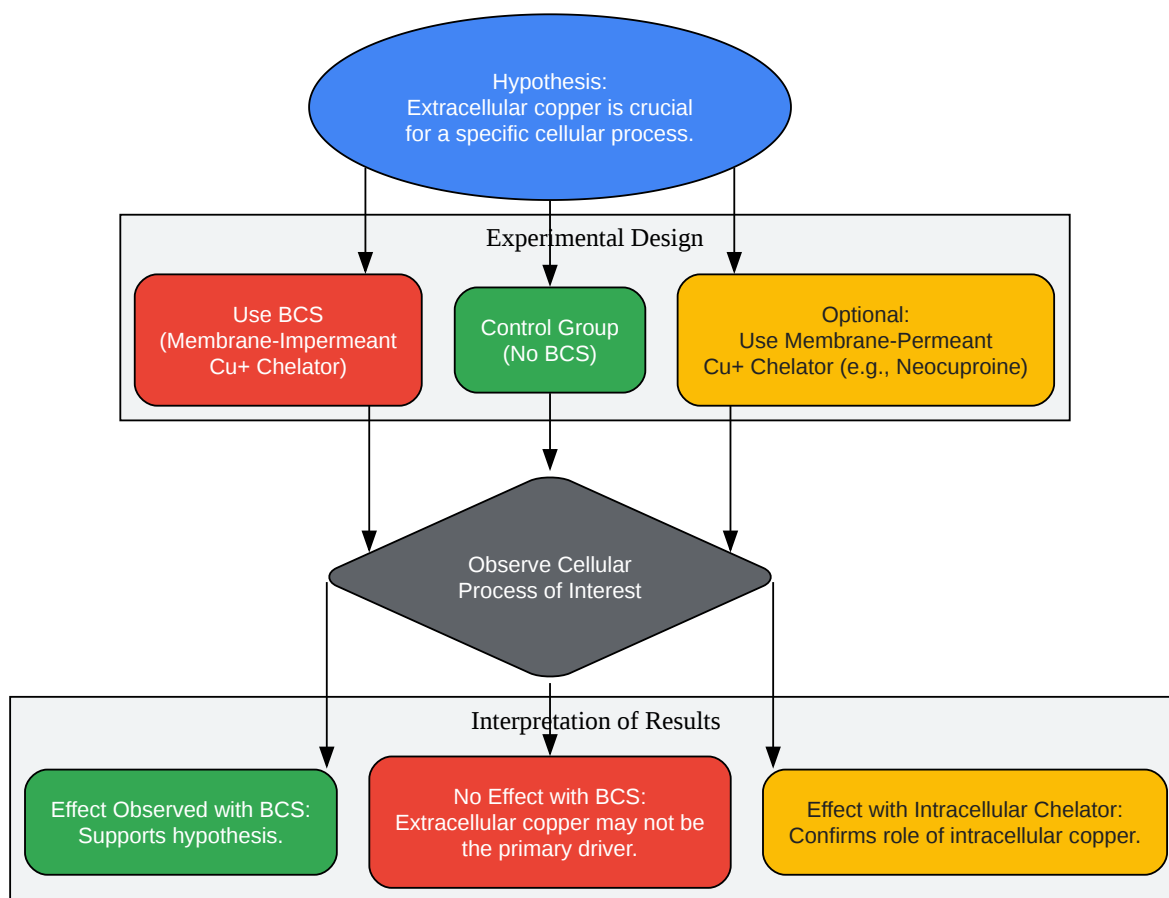 Hypothesis:
Extracellular copper is crucial
for a specific cellular process.
Experimental Design
Use BCS
(Membrane-Impermeant
Cu+ Chelator)
Control Group
(No BCS)
Optional:
Use Membrane-Permeant
Cu+ Chelator (e.g., Neocuproine)
Observe Cellular
Process of Interest
Interpretation of Results
Effect Observed with BCS:
Supports hypothesis.
No Effect with BCS:
Extracellular copper may not be
the primary driver.
Effect with Intracellular Chelator:
Confirms role of intracellular copper.